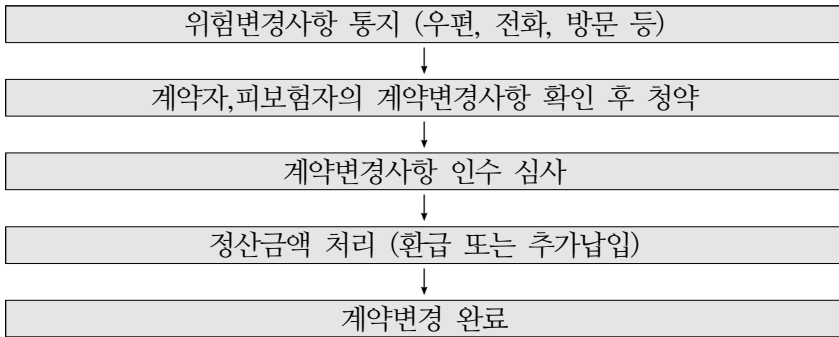 위험변경사항 통지 (우편, 전화, 방문 등)
계약자,피보험자의 계약변경사항 확인 후 청약
계약변경사항 인수 심사
정산금액 처리 (환급 또는 추가납입)
계약변경 완료